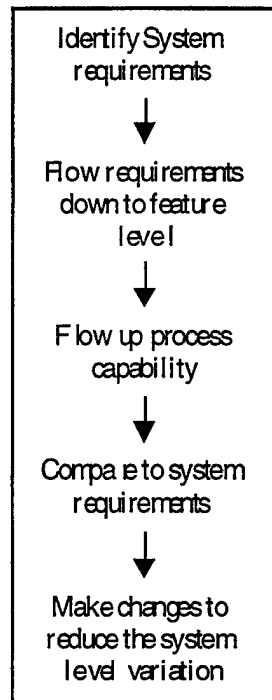 Identify System
requirements
Flow requirements
down to feature
level
Flow up process
capability
Compare to system
requirements
Make changes to
reduce the system
level variation